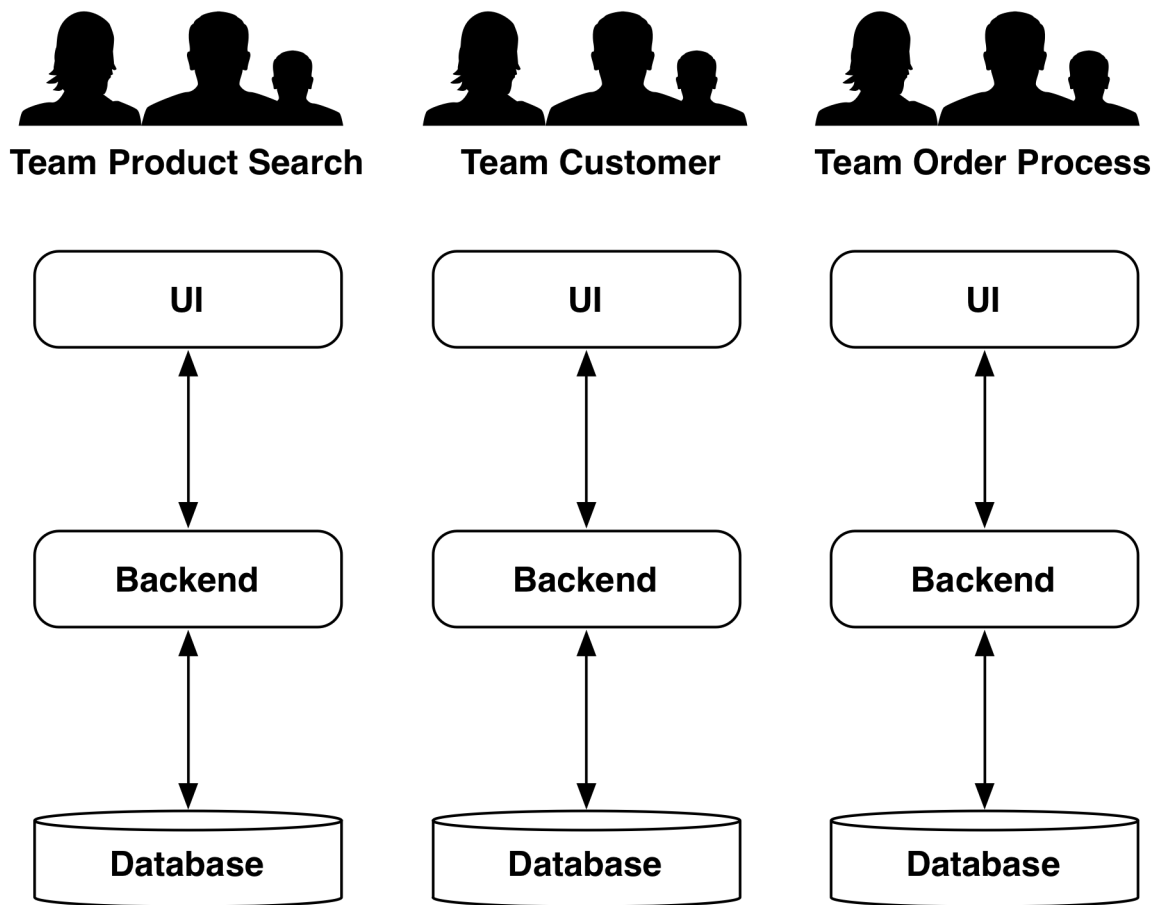 Team Product Search
Team Customer
Team Order Process
UI
UI
UI
Backend
Backend
Backend
Database
Database
Database